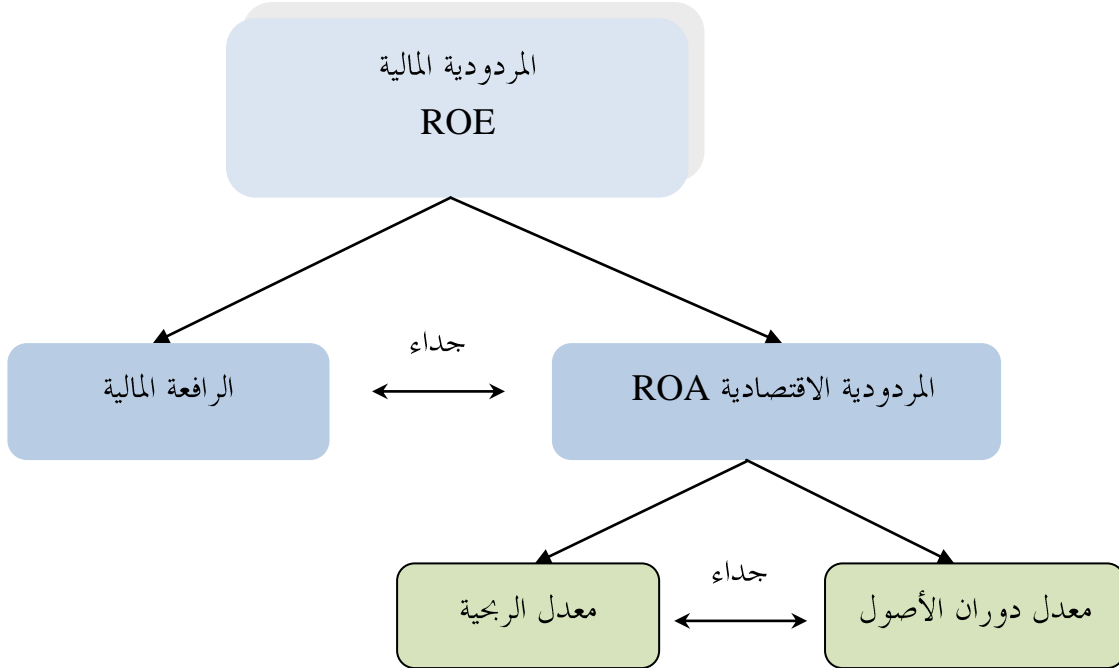 المردودية المالية
ROE
جداء
المردودية الاقتصادية ROA
الرافعة المالية
جداء
معدل دوران الأصول
معدل الربحية